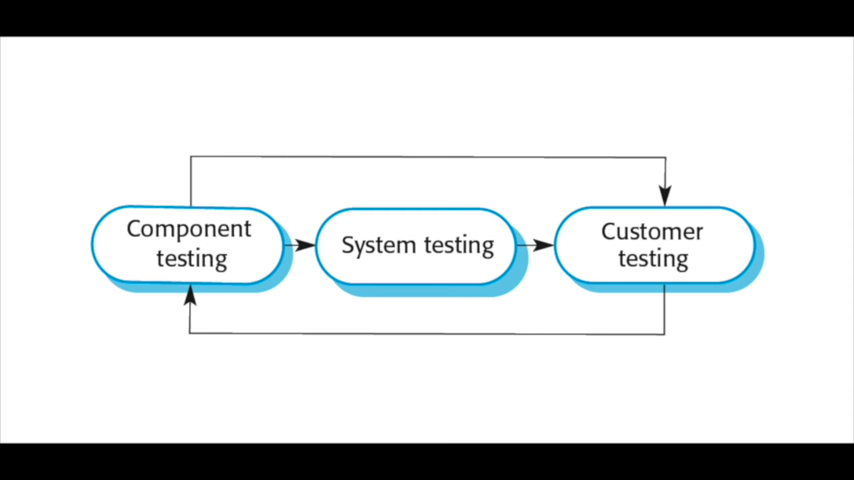 Component
testing
System testing
Customer
testing